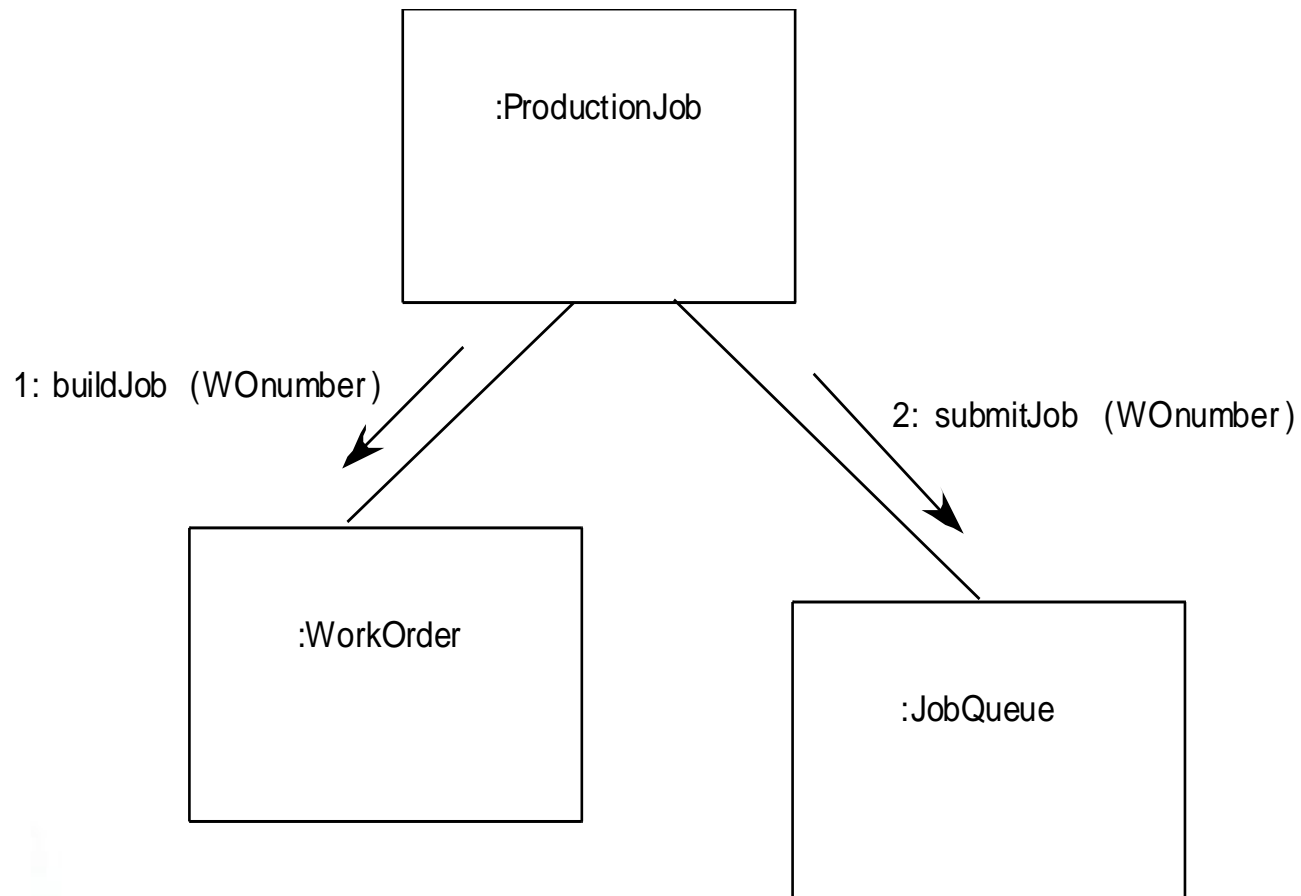 :ProductionJob
1: buildJob (WOnumber)
2: submitJob (WOnumber)
:WorkOrder
:JobQueue